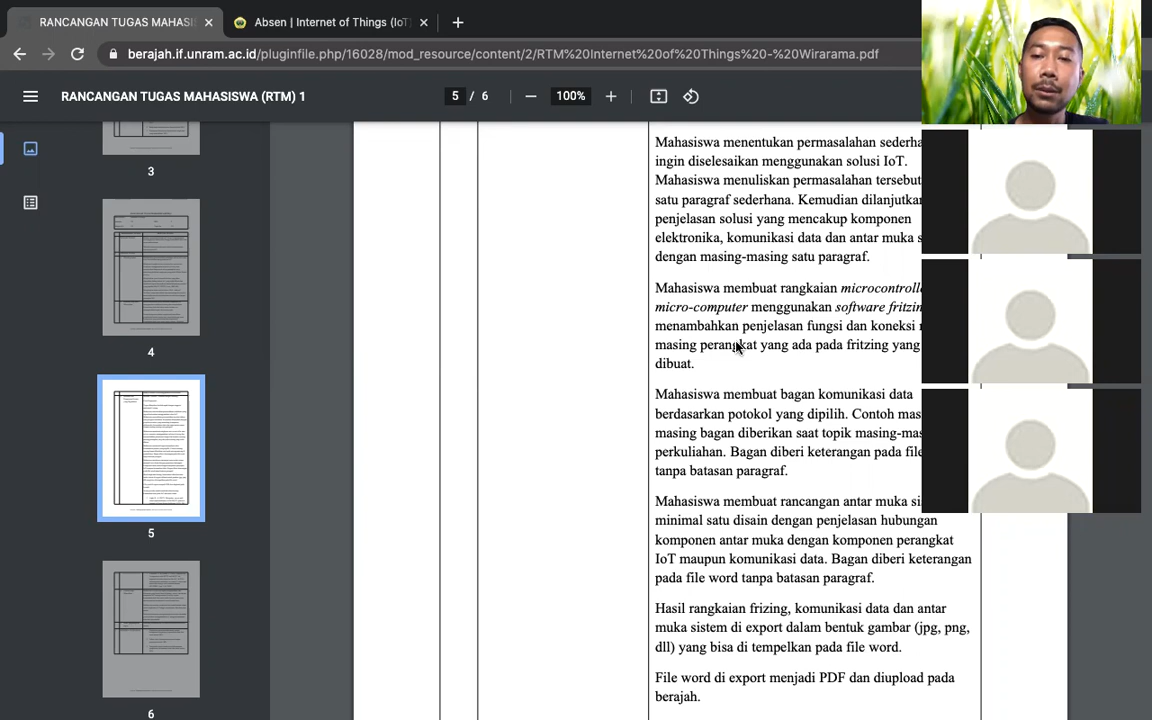 RANCANGAN TUGAS MAHASIS
Absen | Internet of Things (IoT)
berajah.if.unram.ac.id/pluginfile.php/16028/mod_resource/content/2/RTM%20Internet%20of%20Things%20-%20Wirarama.pdf
RANCANGAN TUGAS MAHASISWA (RTM) 1
5 / 6
100%
3
4
5
6
Mahasiswa menentukan permasalahan sederha
ingin diselesaikan menggunakan solusi IoT.
Mahasiswa menuliskan permasalahan tersebut
satu paragraf sederhana. Kemudian dilanjutkan
penjelasan solusi yang mencakup komponen
elektronika, komunikasi data dan antar muka s
dengan masing-masing satu paragraf.
Mahasiswa membuat rangkaian microcontrolle
micro-computer menggunakan software fritzin
menambahkan penjelasan fungsi dan koneksi
masing perangkat yang ada pada fritzing yang
dibuat.
Mahasiswa membuat bagan komunikasi data
berdasarkan potokol yang dipilih. Contoh mas
masing bagan diberikan saat topik masing-mas
perkuliahan. Bagan diberi keterangan pada file
tanpa batasan paragraf.
Mahasiswa membuat rancangan antar muka si
minimal satu disain dengan penjelasan hubungan
komponen antar muka dengan komponen perangkat
IoT maupun komunikasi data. Bagan diberi keterangan
pada file word tanpa batasan paragraf.
Hasil rangkaian frizing, komunikasi data dan antar
muka sistem di export dalam bentuk gambar (jpg, png,
dll) yang bisa di tempelkan pada file word.
File word di export menjadi PDF dan diupload pada
berajah.